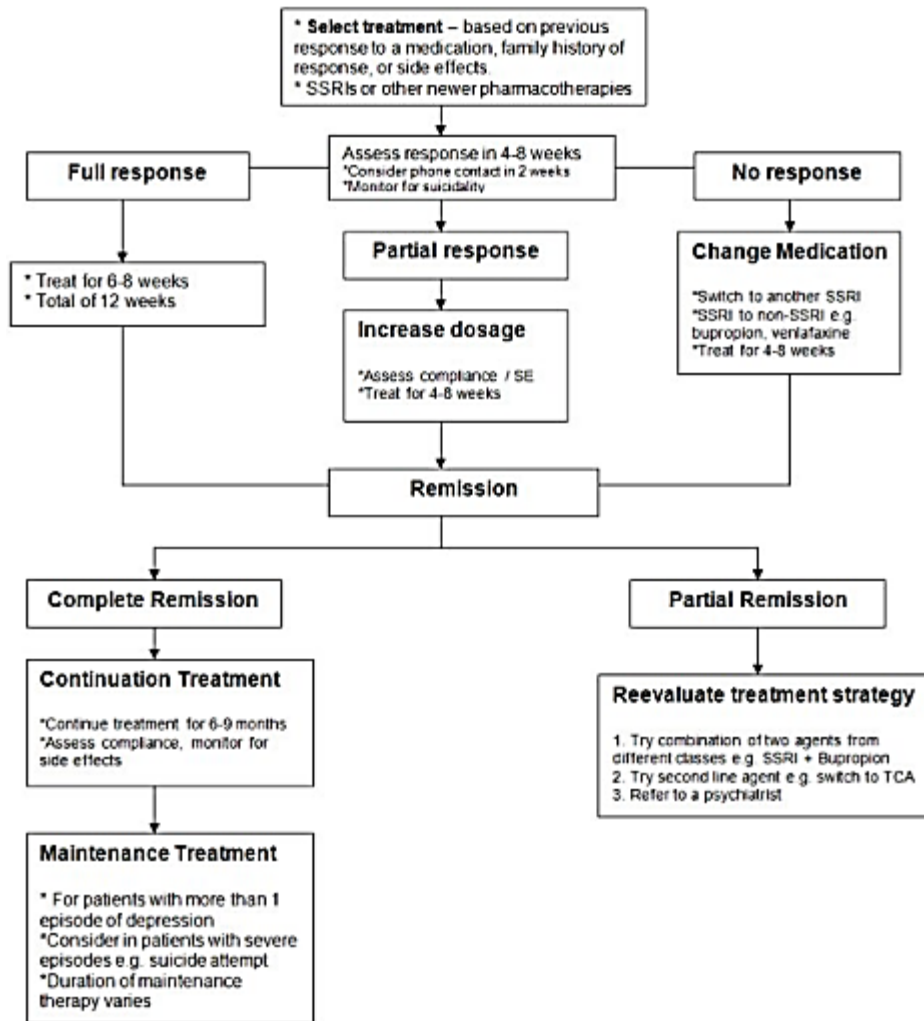 * Select treatment – based on previous
response to a medication, family history of
response, or side effects.
* SSRIs or other newer pharmacotherapies
Assess response in 4-8 weeks
*Consider phone contact in 2 weeks
*Monitor for suicidality
Full response
No response
Partial response
* Treat for 6-8 weeks
* Total of 12 weeks
Increase dosage
*Assess compliance / SE
*Treat for 4-8 weeks
Change Medication
*Switch to another SSRI
*SSRI to non-SSRI e.g.
bupropion, venlafaxine
*Treat for 4-8 weeks
Remission
Complete Remission
Partial Remission
Continuation Treatment
*Continue treatment for 6-9 months
*Assess compliance, monitor for
side effects
Reevaluate treatment strategy
1. Try combination of two agents from
different classes e.g. SSRI + Bupropion
2. Try second line agent e.g. switch to TCA
3. Refer to a psychiatrist
Maintenance Treatment
* For patients with more than 1
episode of depression
*Consider in patients with severe
episodes e.g. suicide attempt
*Duration of maintenance
therapy varies